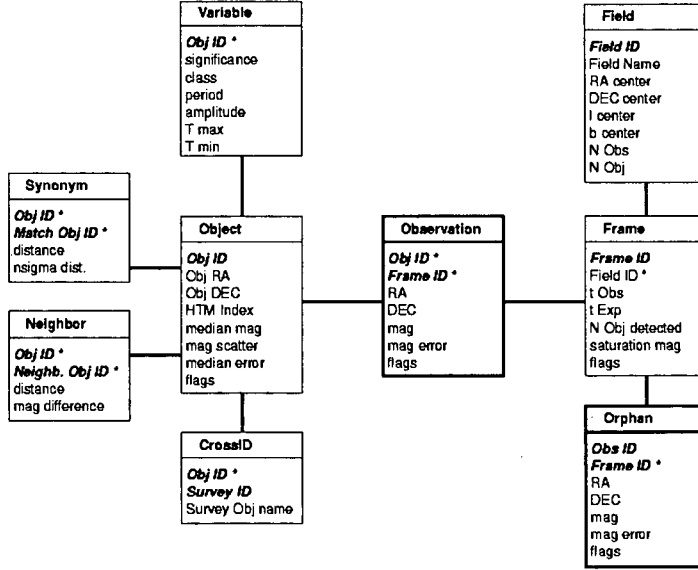 Variable
Obj ID *
significance
class
period
amplitude
T max
T min
Field
Field ID
Field Name
RA center
DEC center
l center
b center
N Obs
N Obj
Synonym
Obj ID *
Match Obj ID *
distance
nsigma dist.
Object
Obj ID
Obj RA
Obj DEC
HTM Index
median mag
mag scatter
median error
flags
Observation
Obj ID *
Frame ID *
RA
DEC
mag
mag error
flags
Frame
Frame ID
Field ID *
t Obs
t Exp
N Obj detected
saturation mag
flags
Neighbor
Obj ID *
Neighb. Obj ID *
distance
mag difference
CrossID
Obj ID *
Survey ID
Survey Obj name
Orphan
Obs ID
Frame ID *
RA
DEC
mag
mag error
flags